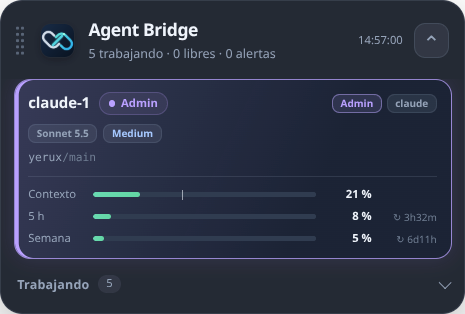 Agent Bridge
5 trabajando · 0 libres · 0 alertas
14:57:00
claude-1
Admin
Admin
claude
Sonnet 5.5
Medium
yerux/main
Contexto 21 %
5 h 8 % ↻ 3h32m
Semana 5 % ↻ 6d11h
Trabajando 5